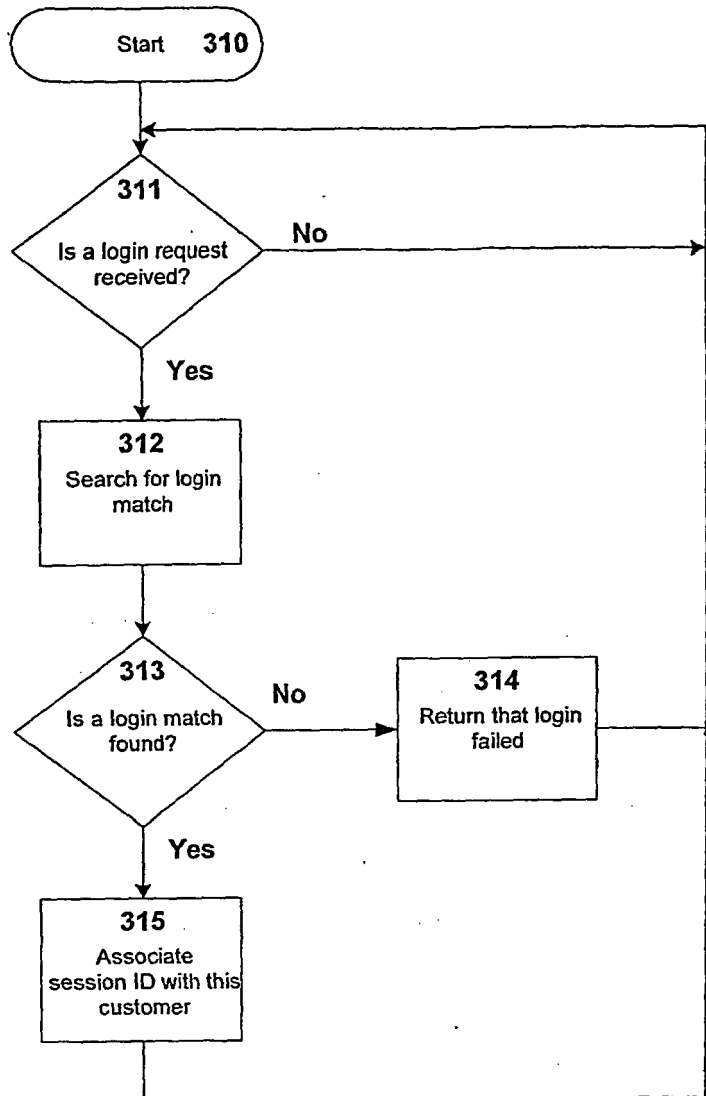 Start 310
311
Is a login request
received?
No
Yes
312
Search for login
match
313
Is a login match
found?
No
314
Return that login
failed
Yes
315
Associate
session ID with this
customer